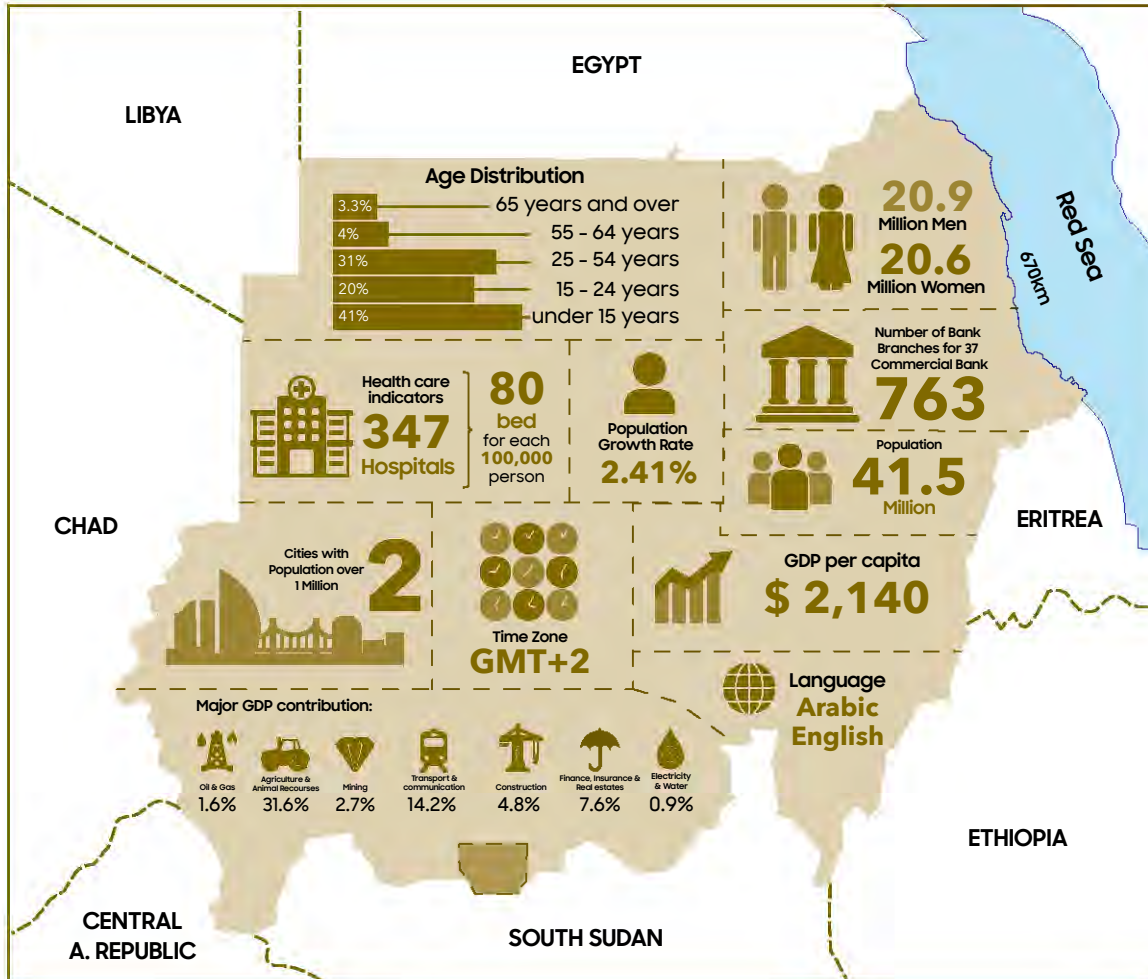 EGYPT
LIBYA
Red Sea
670km
Age Distribution
3.3% 65 years and over
4% 55 - 64 years
31% 25 - 54 years
20% 15 - 24 years
41% under 15 years
20.9
Million Men
20.6
Million Women
Number of Bank
Branches for 37
Commercial Bank
763
Health care
indicators
347
Hospitals
80
bed
for each
100,000
person
Population
Growth Rate
2.41%
Population
41.5
Million
CHAD
ERITREA
Cities with
Population over
1 Million
2
Time Zone
GMT+2
GDP per capita
$ 2,140
Language
Arabic
English
Major GDP contribution:
Oil & Gas
1.6%
Agriculture &
Animal Recourses
31.6%
Mining
2.7%
Transport &
communication
14.2%
Construction
4.8%
Finance, Insurance &
Real estates
7.6%
Electricity
& Water
0.9%
ETHIOPIA
CENTRAL
A. REPUBLIC
SOUTH SUDAN